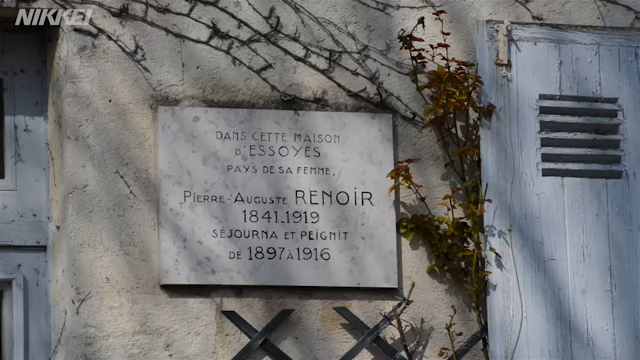 NIKKEI
DANS CETTE MAISON
D'ESSOYES
PAYS DE SA FEMME,
PIERRE-AUGUSTE RENOIR
1841-1919
SÉJOURNA ET PEIGNIT
DE 1897 À 1916